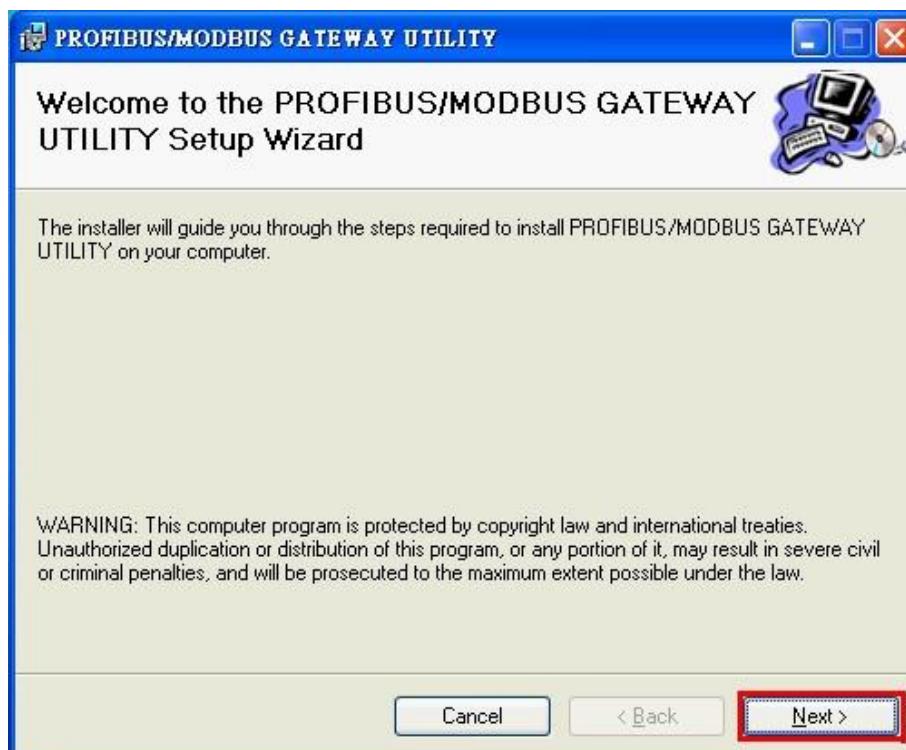 PROFIBUS/MODBUS GATEWAY UTILITY
Welcome to the PROFIBUS/MODBUS GATEWAY
UTILITY Setup Wizard
The installer will guide you through the steps required to install PROFIBUS/MODBUS GATEWAY
UTILITY on your computer.
WARNING: This computer program is protected by copyright law and international treaties.
Unauthorized duplication or distribution of this program, or any portion of it, may result in severe civil
or criminal penalties, and will be prosecuted to the maximum extent possible under the law.
Cancel < Back Next >